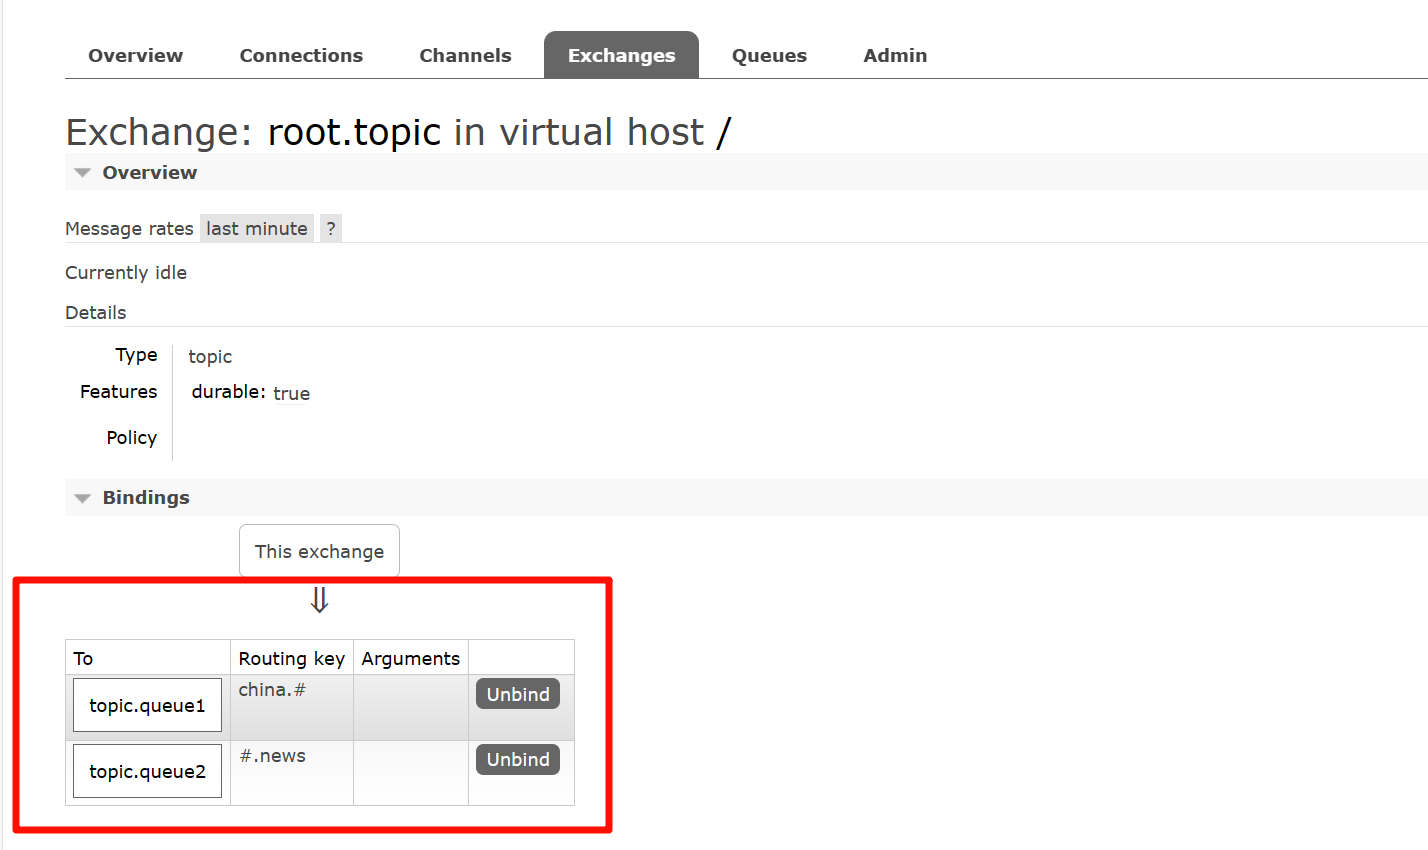 Overview Connections Channels Exchanges Queues Admin
Exchange: root.topic in virtual host /
Overview
Message rates last minute ?
Currently idle
Details
Type topic
Features durable: true
Policy
Bindings
This exchange
⇓
To Routing key Arguments
topic.queue1 china.# Unbind
topic.queue2 #.news Unbind